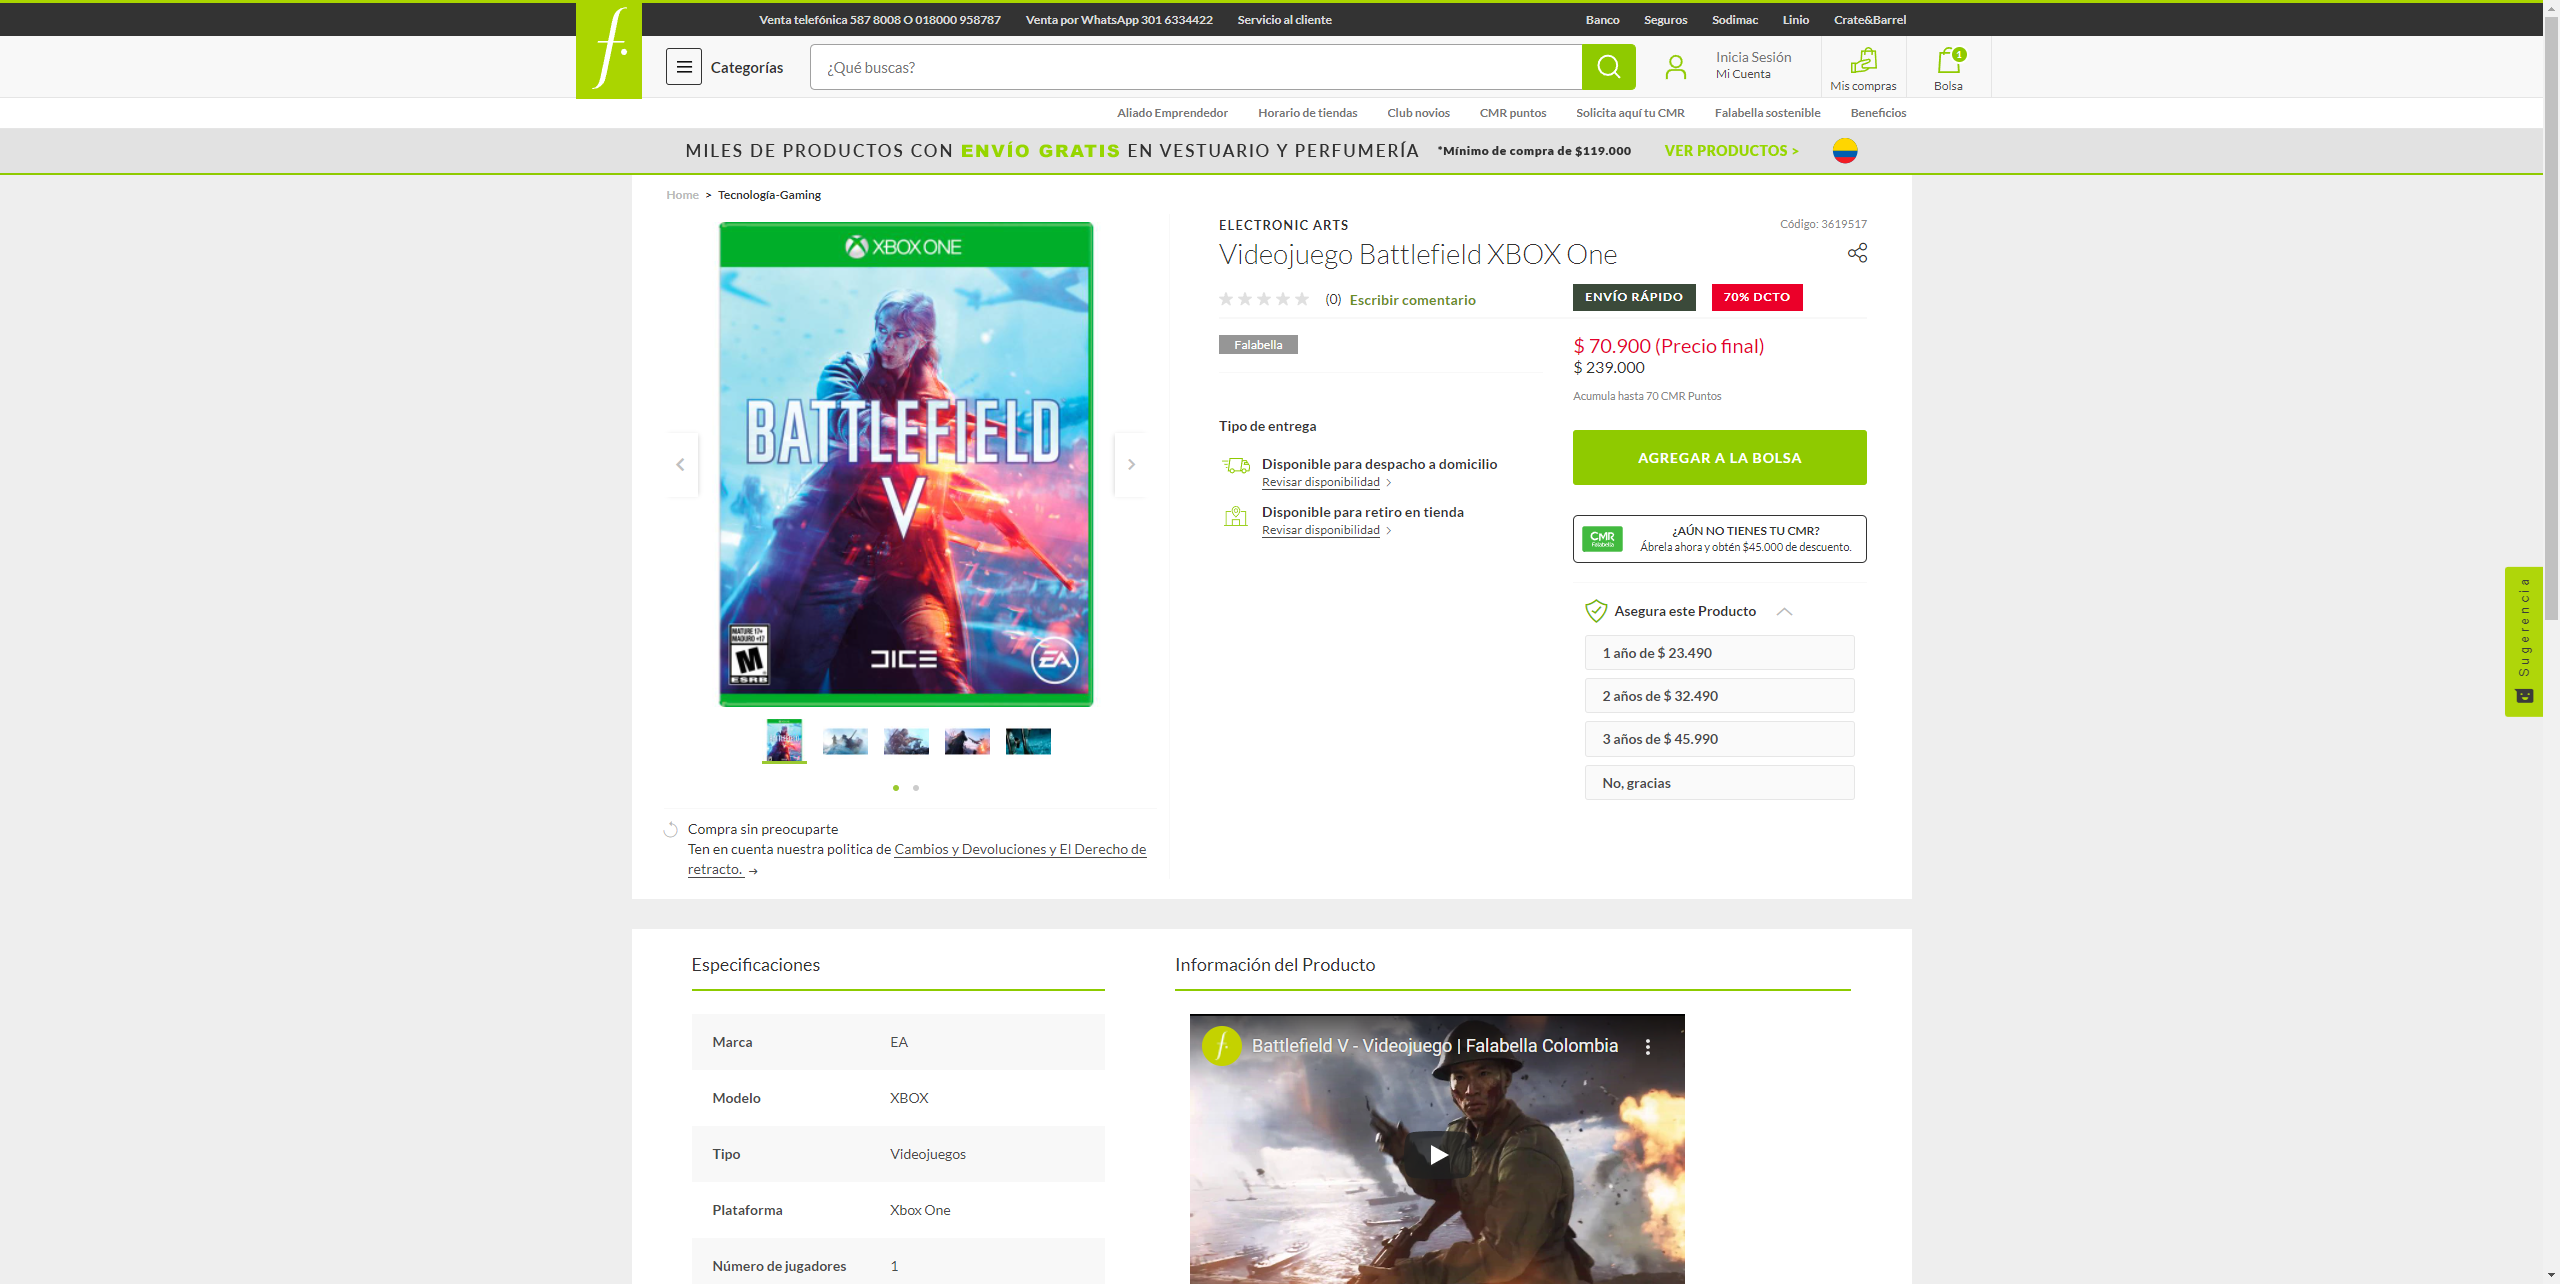 Venta telefónica 587 8008 O 018000 958787
Venta por WhatsApp 301 6334422
Servicio al cliente
Banco
Seguros
Sodimac
Linio
Crate&Barrel
f.
Categorías
¿Qué buscas?
Inicia Sesión
Mi Cuenta
Mis compras
1
Bolsa
Aliado Emprendedor
Horario de tiendas
Club novios
CMR puntos
Solicita aquí tu CMR
Falabella sostenible
Beneficios
MILES DE PRODUCTOS CON ENVÍO GRATIS EN VESTUARIO Y PERFUMERÍA *Mínimo de compra de $119.000 VER PRODUCTOS >
Home > Tecnología-Gaming
XBOX ONE
BATTLEFIELD
V
MATURE 17+
MADURO +17
M
ESRB
DICE
EA
Compra sin preocuparte
Ten en cuenta nuestra politica de Cambios y Devoluciones y El Derecho de
retracto. →
ELECTRONIC ARTS
Código: 3619517
Videojuego Battlefield XBOX One
(0) Escribir comentario
ENVÍO RÁPIDO
70% DCTO
Falabella
$ 70.900 (Precio final)
$ 239.000
Acumula hasta 70 CMR Puntos
Tipo de entrega
Disponible para despacho a domicilio
Revisar disponibilidad >
Disponible para retiro en tienda
Revisar disponibilidad >
AGREGAR A LA BOLSA
CMR
Falabella
¿AÚN NO TIENES TU CMR?
Ábrela ahora y obtén $45.000 de descuento.
Asegura este Producto
1 año de $ 23.490
2 años de $ 32.490
3 años de $ 45.990
No, gracias
Sugerencia
Especificaciones
Marca EA
Modelo XBOX
Tipo Videojuegos
Plataforma Xbox One
Número de jugadores 1
Información del Producto
f.
Battlefield V - Videojuego | Falabella Colombia